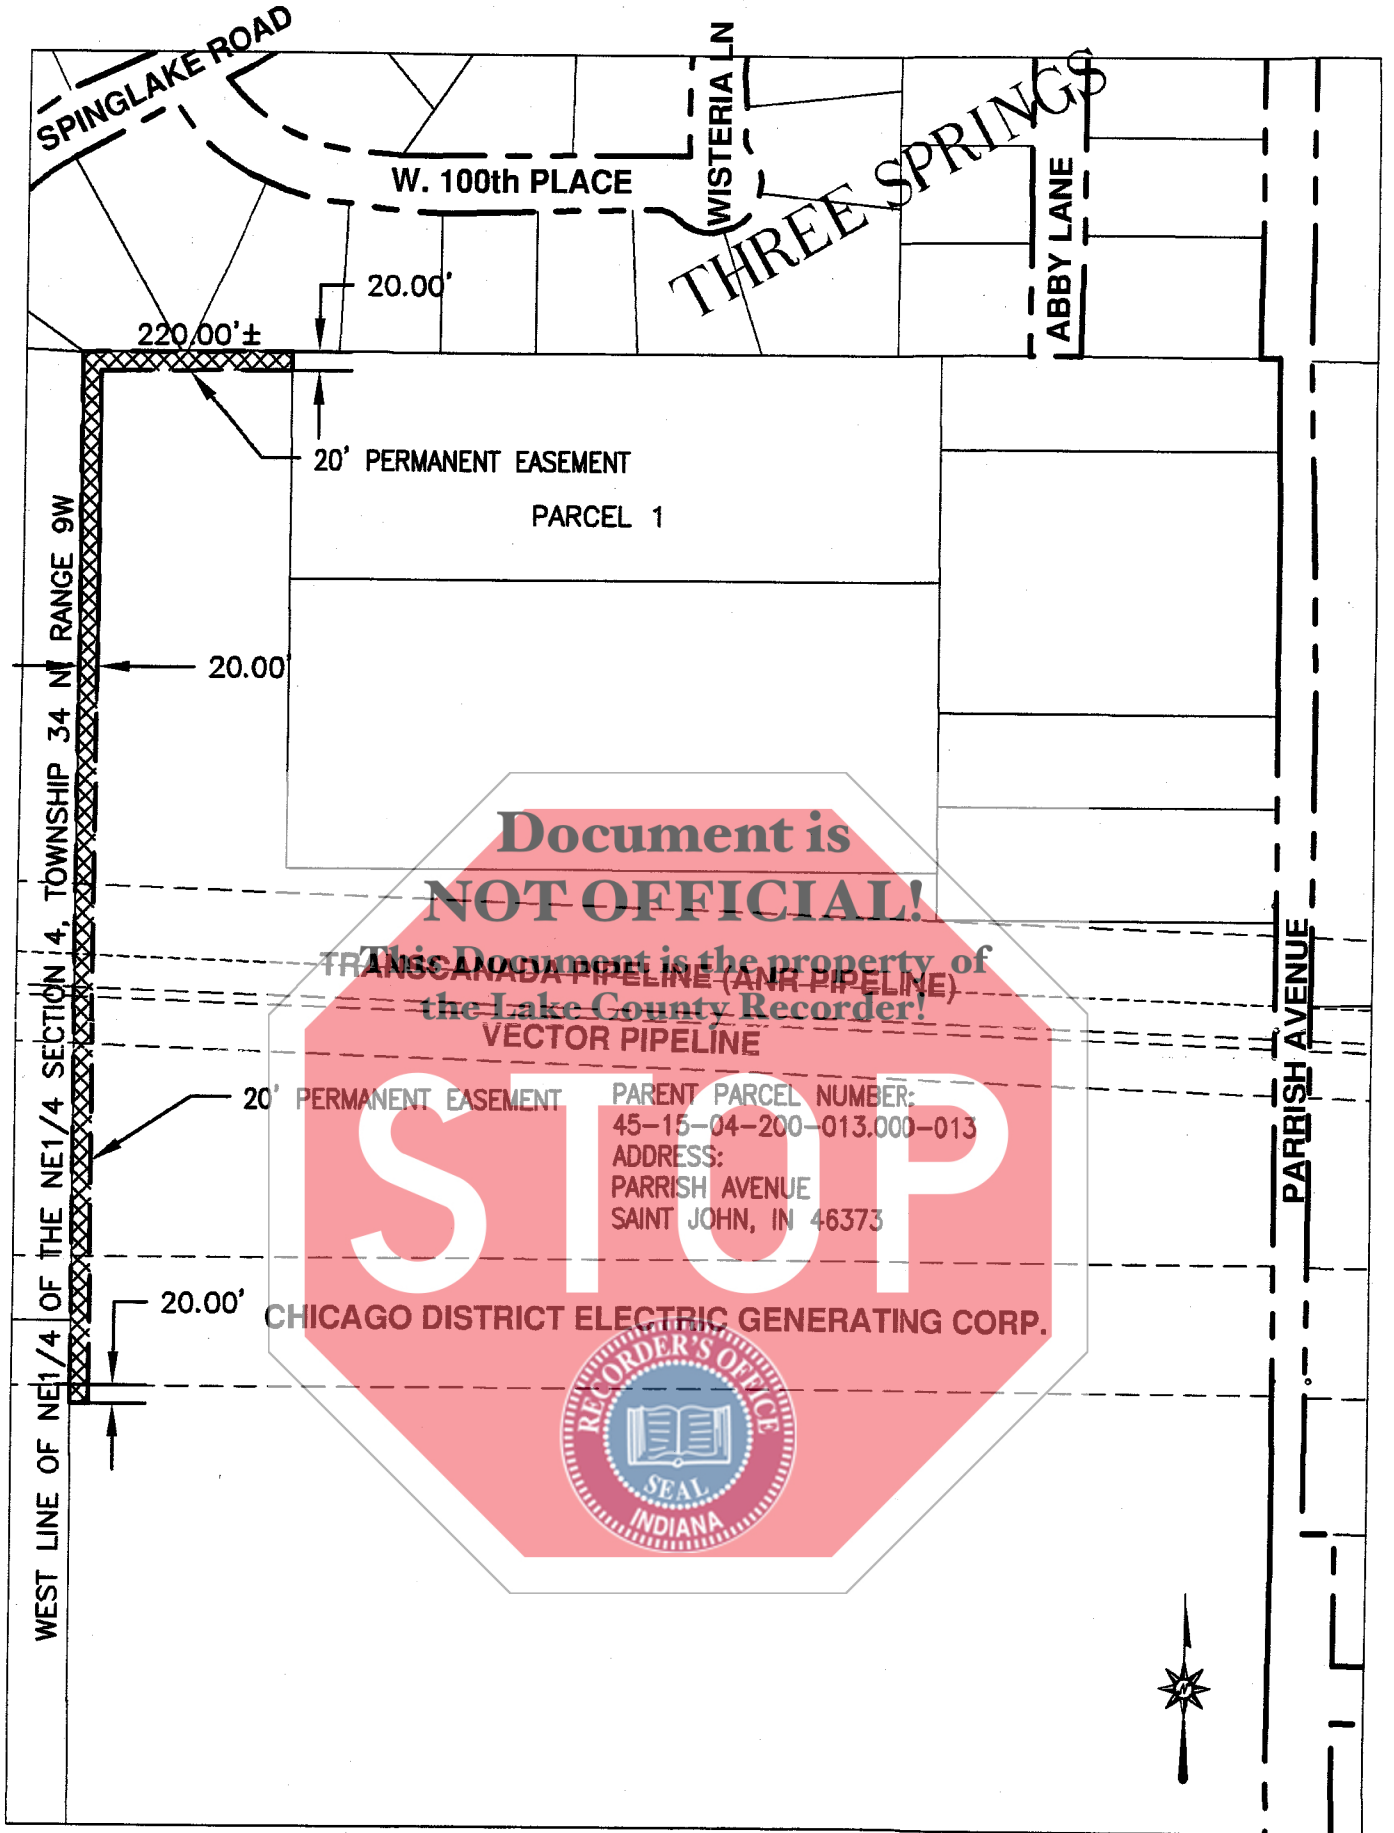 SPINGLAKE ROAD
W. 100th PLACE
WISTERIA LN
THREE SPRINGS
ABBY LANE
20.00'
220.00'±
20' PERMANENT EASEMENT
PARCEL 1
WEST LINE OF NE1/4 OF THE NE1/4 SECTION 4, TOWNSHIP 34 N RANGE 9W
20.00'
Document is
NOT OFFICIAL!
This Document is the property of
the Lake County Recorder!
TRANSCANADA PIPELINE (ANR PIPELINE)
VECTOR PIPELINE
PARRISH AVENUE
20' PERMANENT EASEMENT
PARENT PARCEL NUMBER:
45-15-04-200-013.000-013
ADDRESS:
PARRISH AVENUE
SAINT JOHN, IN 46373
STOP
20.00'
CHICAGO DISTRICT ELECTRIC GENERATING CORP.
RECORDER'S OFFICE
SEAL
INDIANA
N